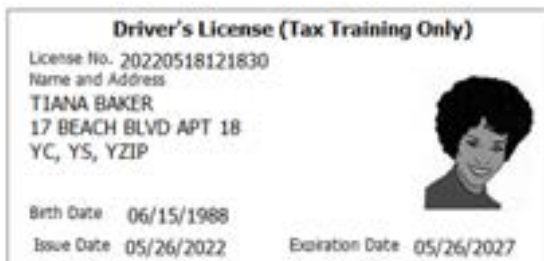 Driver's License (Tax Training Only)
License No. 20220518121830
Name and Address
TIANA BAKER
17 BEACH BLVD APT 18
YC, YS, YZIP
Birth Date 06/15/1988
Issue Date 05/26/2022 Expiration Date 05/26/2027